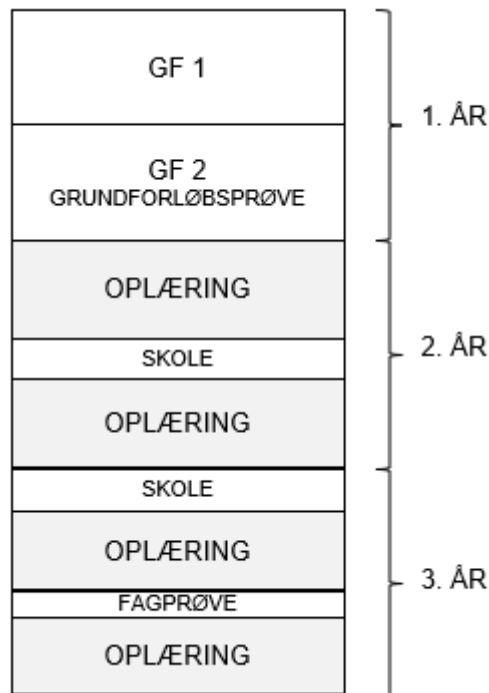 GF 1
1. ÅR
GF 2
GRUNDFORLØBSPRØVE
OPLÆRING
SKOLE
2. ÅR
OPLÆRING
SKOLE
OPLÆRING
3. ÅR
FAGPRØVE
OPLÆRING